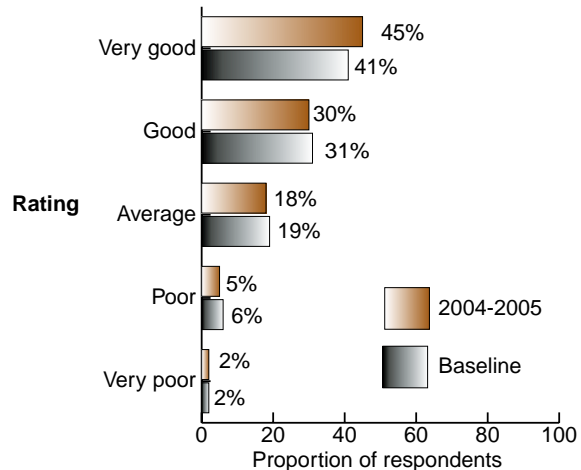 Very good
45%
41%
Good
30%
31%
Rating
Average
18%
19%
Poor
5%
6%
2004-2005
Very poor
2%
2%
Baseline
0
20
40
60
80
100
Proportion of respondents